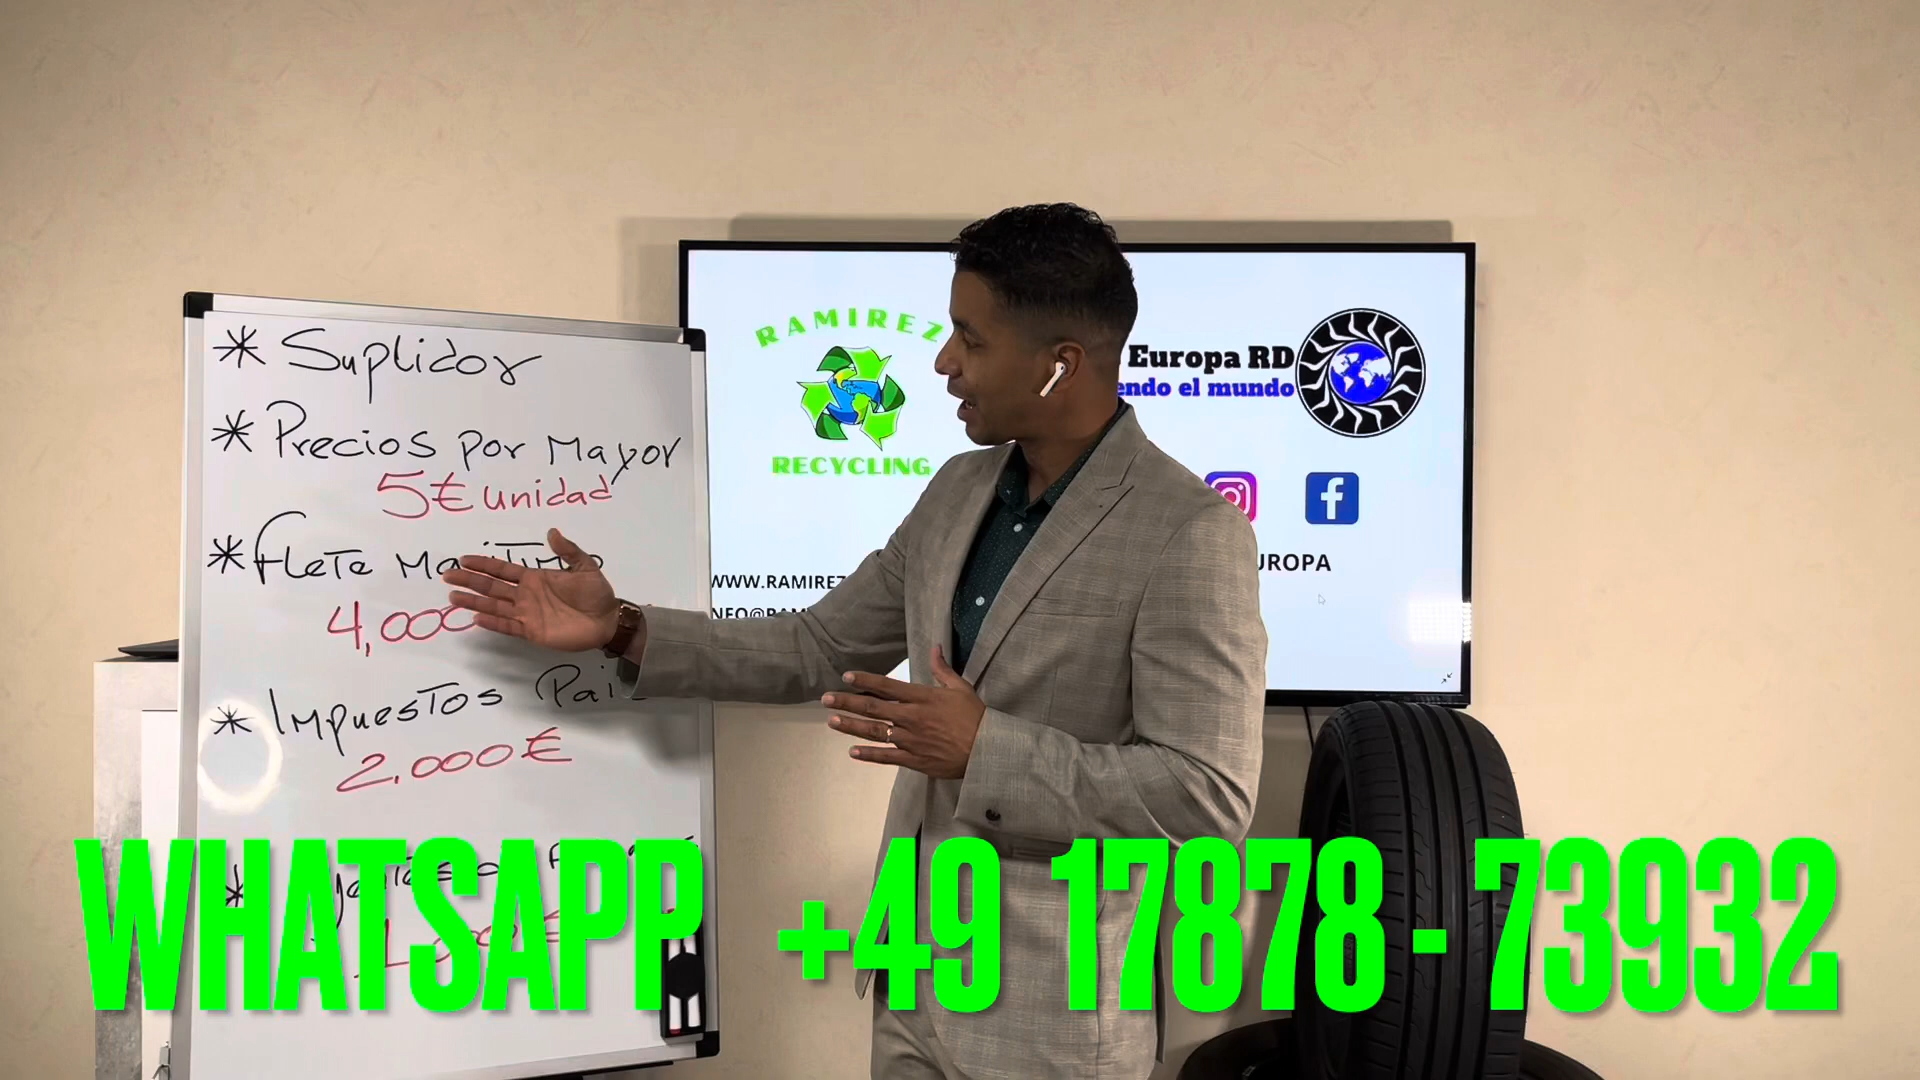 * Suplidor
* Precios por Mayor
5€ unidad
* Flete
4,000
* Impuestos
2.000€
RAMIREZ
RECYCLING
Europa RD
endo el mundo
f
UROPA
WWW.RAMIREZ
WHATSAPP +49 17878-73932